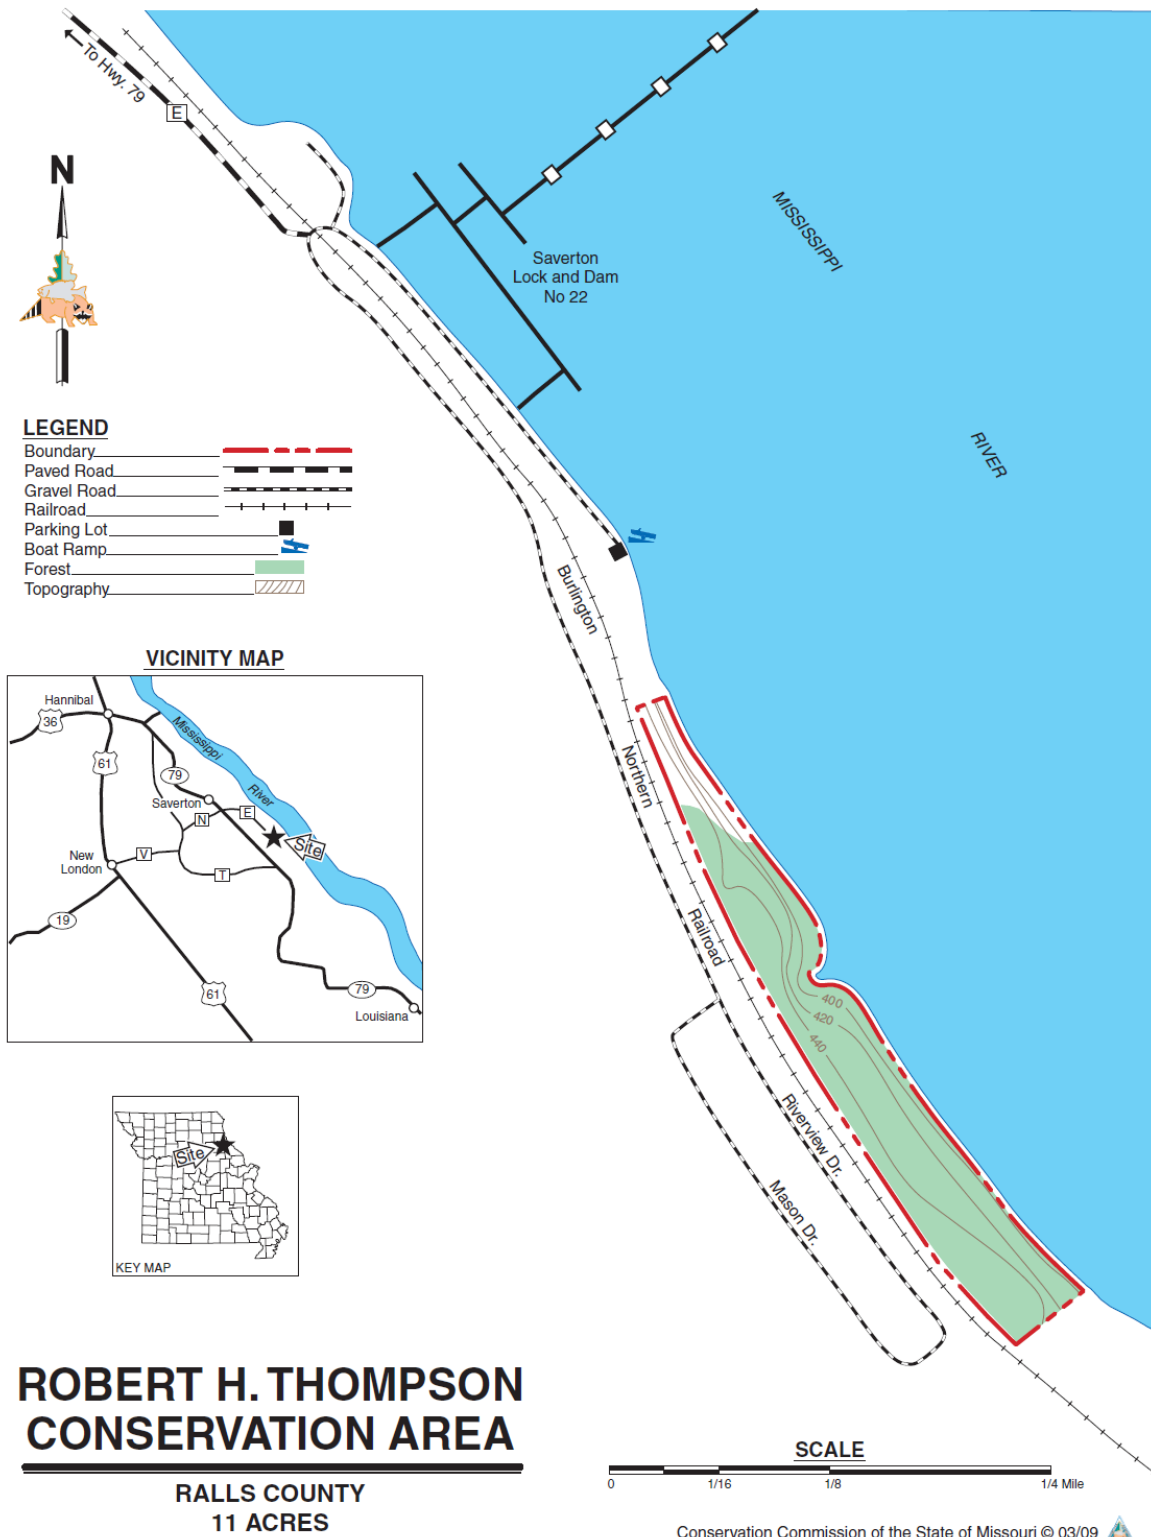 To Hwy. 79
E
N
MISSISSIPPI
RIVER
Saverton
Lock and Dam
No 22
LEGEND
Boundary
Paved Road
Gravel Road
Railroad
Parking Lot
Boat Ramp
Forest
Topography
Burlington
Northern
Railroad
400
420
440
Riverview Dr.
Mason Dr.
VICINITY MAP
Hannibal
36
61
Mississippi
River
79
Saverton
N
E
Site
New
London
V
T
19
61
79
Louisiana
Site
KEY MAP
ROBERT H. THOMPSON
CONSERVATION AREA
RALLS COUNTY
11 ACRES
SCALE
0 1/16 1/8 1/4 Mile
Conservation Commission of the State of Missouri © 03/09